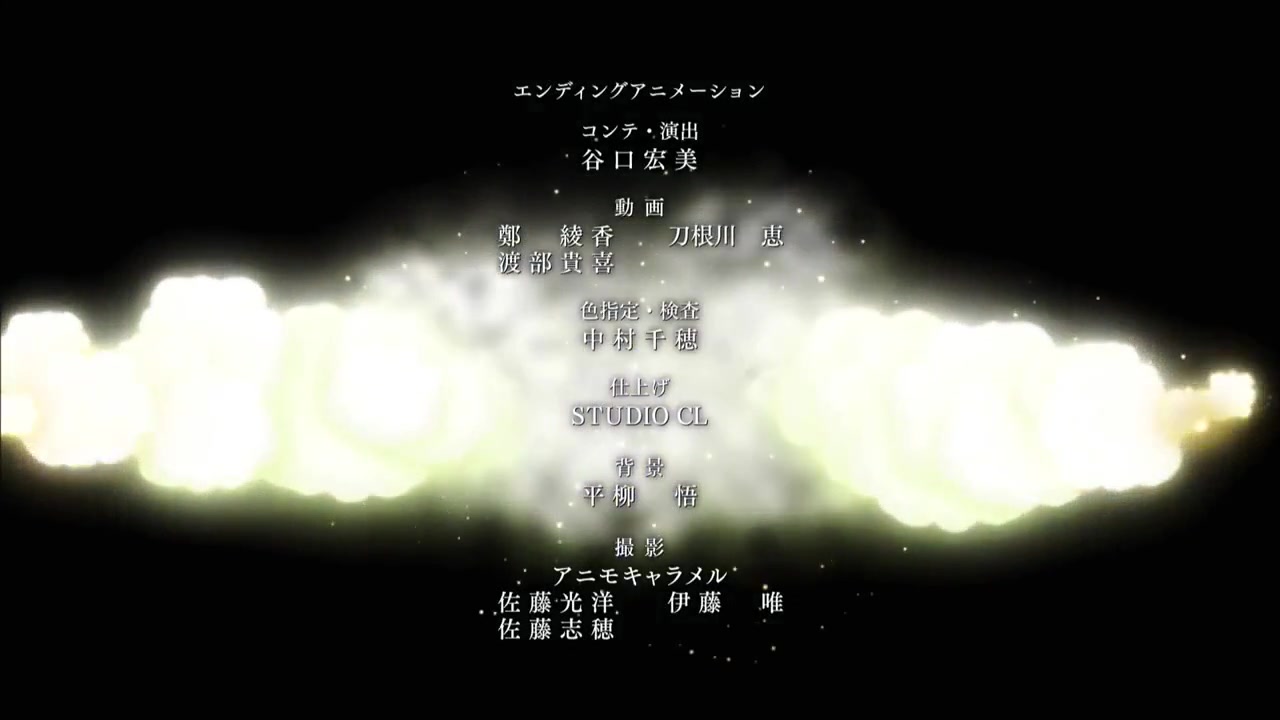 エンディングアニメーション
コンテ・演出
谷口宏美
動画
鄭 綾香 刀根川 恵
渡部貴喜
色指定・検査
中村千穂
仕上げ
STUDIO CL
背景
平柳 悟
撮影
アニモキャラメル
佐藤光洋 伊藤 唯
佐藤志穂